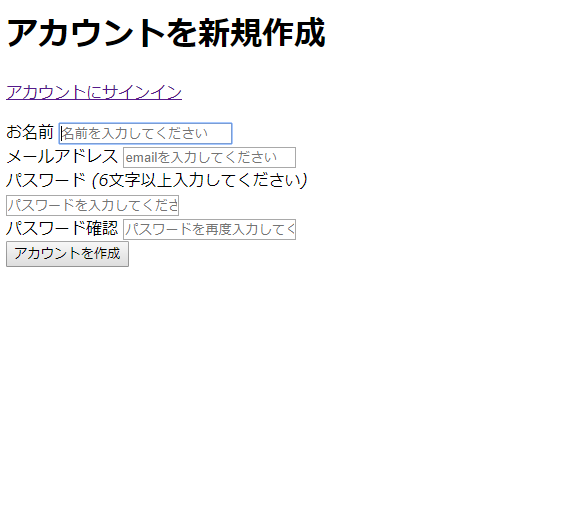 アカウントを新規作成
アカウントにサインイン
お名前 名前を入力してください
メールアドレス emailを入力してください
パスワード (6文字以上入力してください)
パスワードを入力してくださ
パスワード確認 パスワードを再度入力してく
アカウントを作成